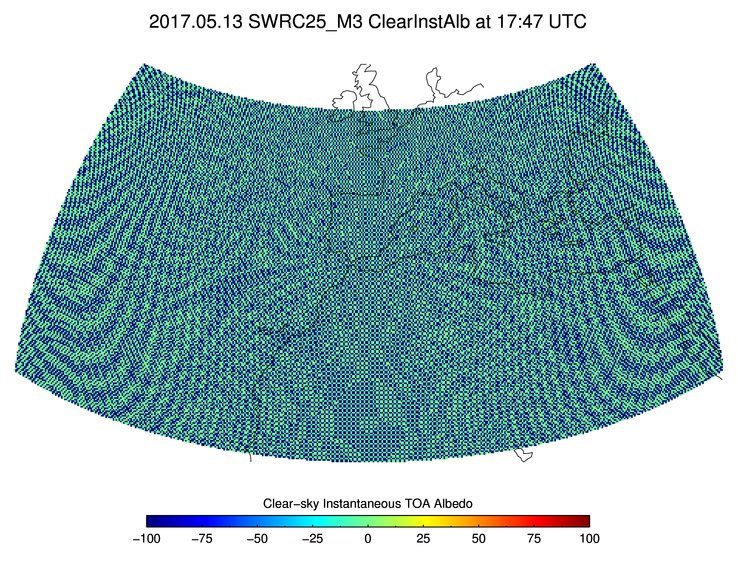 2017.05.13 SWRC25_M3 ClearInstAlb at 17:47 UTC
Clear-sky Instantaneous TOA Albedo
-100 -75 -50 -25 0 25 50 75 100